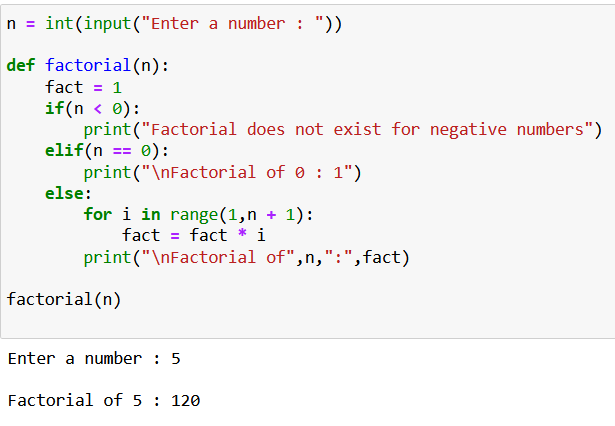 n = int(input("Enter a number : "))
def factorial(n):
    fact = 1
    if(n < 0):
        print("Factorial does not exist for negative numbers")
    elif(n == 0):
        print("\nFactorial of 0 : 1")
    else:
        for i in range(1,n + 1):
            fact = fact * i
        print("\nFactorial of",n,":",fact)
factorial(n)
Enter a number : 5
Factorial of 5 : 120